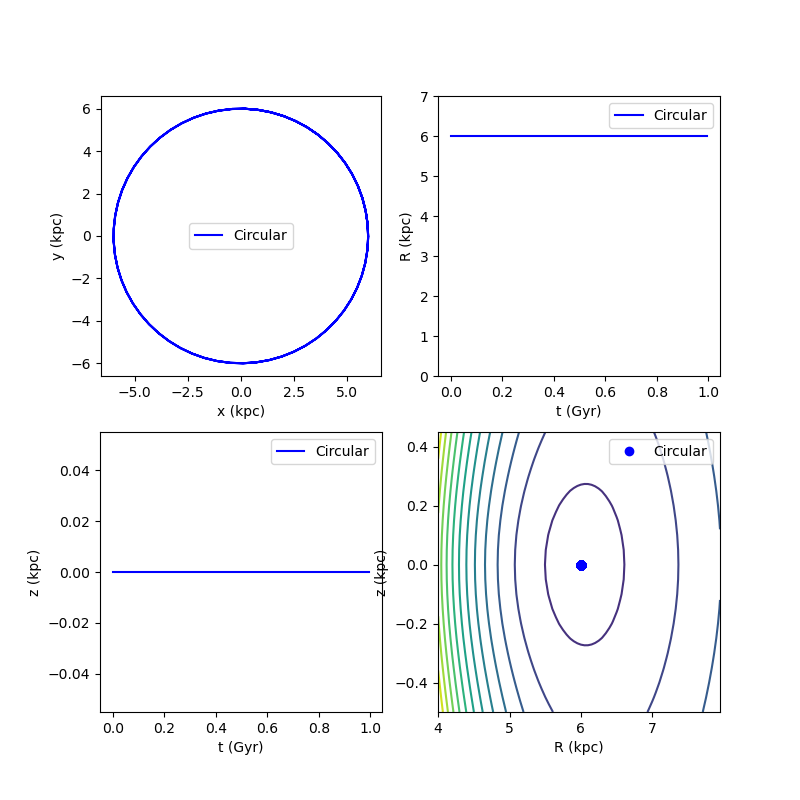 6
4
2
0
−2
−4
−6
y (kpc)
Circular
−5.0 −2.5 0.0 2.5 5.0
x (kpc)
7
6
5
4
3
2
1
0
R (kpc)
Circular
0.0 0.2 0.4 0.6 0.8 1.0
t (Gyr)
0.04
0.02
0.00
−0.02
−0.04
z (kpc)
Circular
0.0 0.2 0.4 0.6 0.8 1.0
t (Gyr)
0.4
0.2
0.0
−0.2
−0.4
z (kpc)
Circular
4 5 6 7
R (kpc)